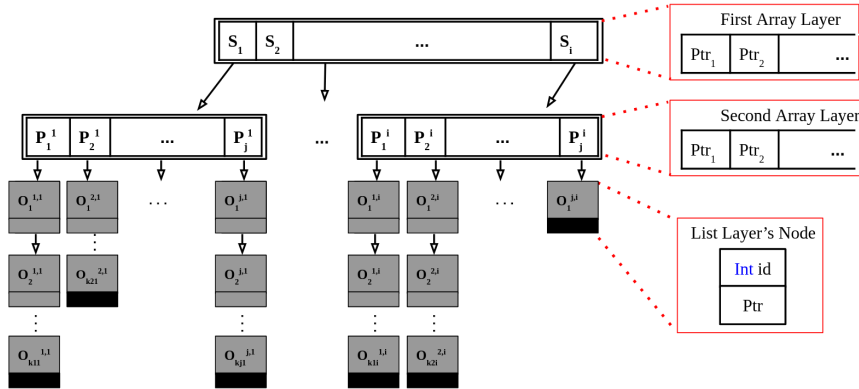 First Array Layer
S1 S2 ... Si
Ptr1 Ptr2 ...
Second Array Layer
P1^1 P2^1 ... Pj^1 ... P1^i P2^i ... Pj^i
Ptr1 Ptr2 ...
O1^1,1 O1^2,1 ... O1^j,1 O1^1,i O1^2,i ... O1^j,i
List Layer's Node
Int id
Ptr
O2^1,1 Ok21^2,1 O2^j,1 O2^1,i O2^2,i
Ok11^1,1 Okj1^j,1 Ok1i^1,i Ok2i^2,i